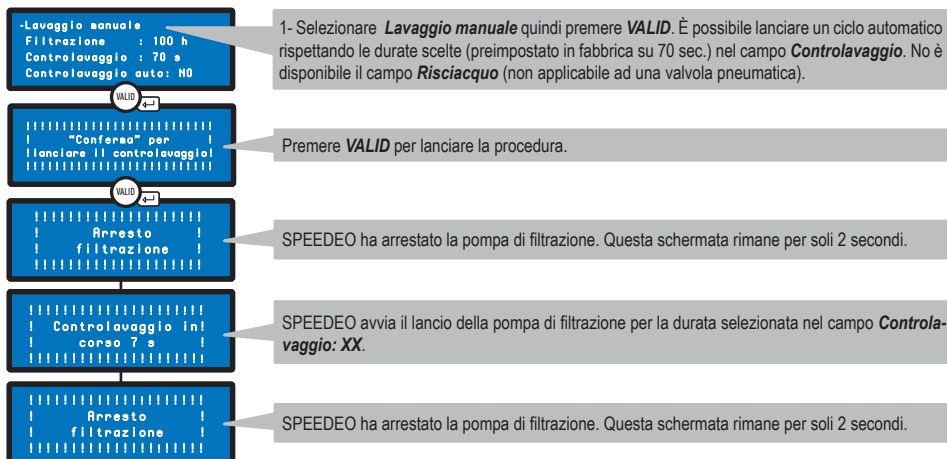 -Lavaggio manuale
Filtrazione : 100 h
Controlavaggio : 70 s
Controlavaggio auto: NO
1- Selezionare Lavaggio manuale quindi premere VALID. È possibile lanciare un ciclo automatico
rispettando le durate scelte (preimpostato in fabbrica su 70 sec.) nel campo Controlavaggio. No è
disponibile il campo Risciacquo (non applicabile ad una valvola pneumatica).
VALID
!!!!!!!!!!!!!!!!!!!!!!!!!!
! "Conferma" per !
!lanciare il controlavaggio!
!!!!!!!!!!!!!!!!!!!!!!!!!!
Premere VALID per lanciare la procedura.
VALID
!!!!!!!!!!!!!!!!!!!!
! Arresto !
! filtrazione !
!!!!!!!!!!!!!!!!!!!!
SPEEDEO ha arrestato la pompa di filtrazione. Questa schermata rimane per soli 2 secondi.
!!!!!!!!!!!!!!!!!!!!
! Controlavaggio in!
! corso 7 s !
!!!!!!!!!!!!!!!!!!!!
SPEEDEO avvia il lancio della pompa di filtrazione per la durata selezionata nel campo Controla-
vaggio: XX.
!!!!!!!!!!!!!!!!!!!!
! Arresto !
! filtrazione !
!!!!!!!!!!!!!!!!!!!!
SPEEDEO ha arrestato la pompa di filtrazione. Questa schermata rimane per soli 2 secondi.